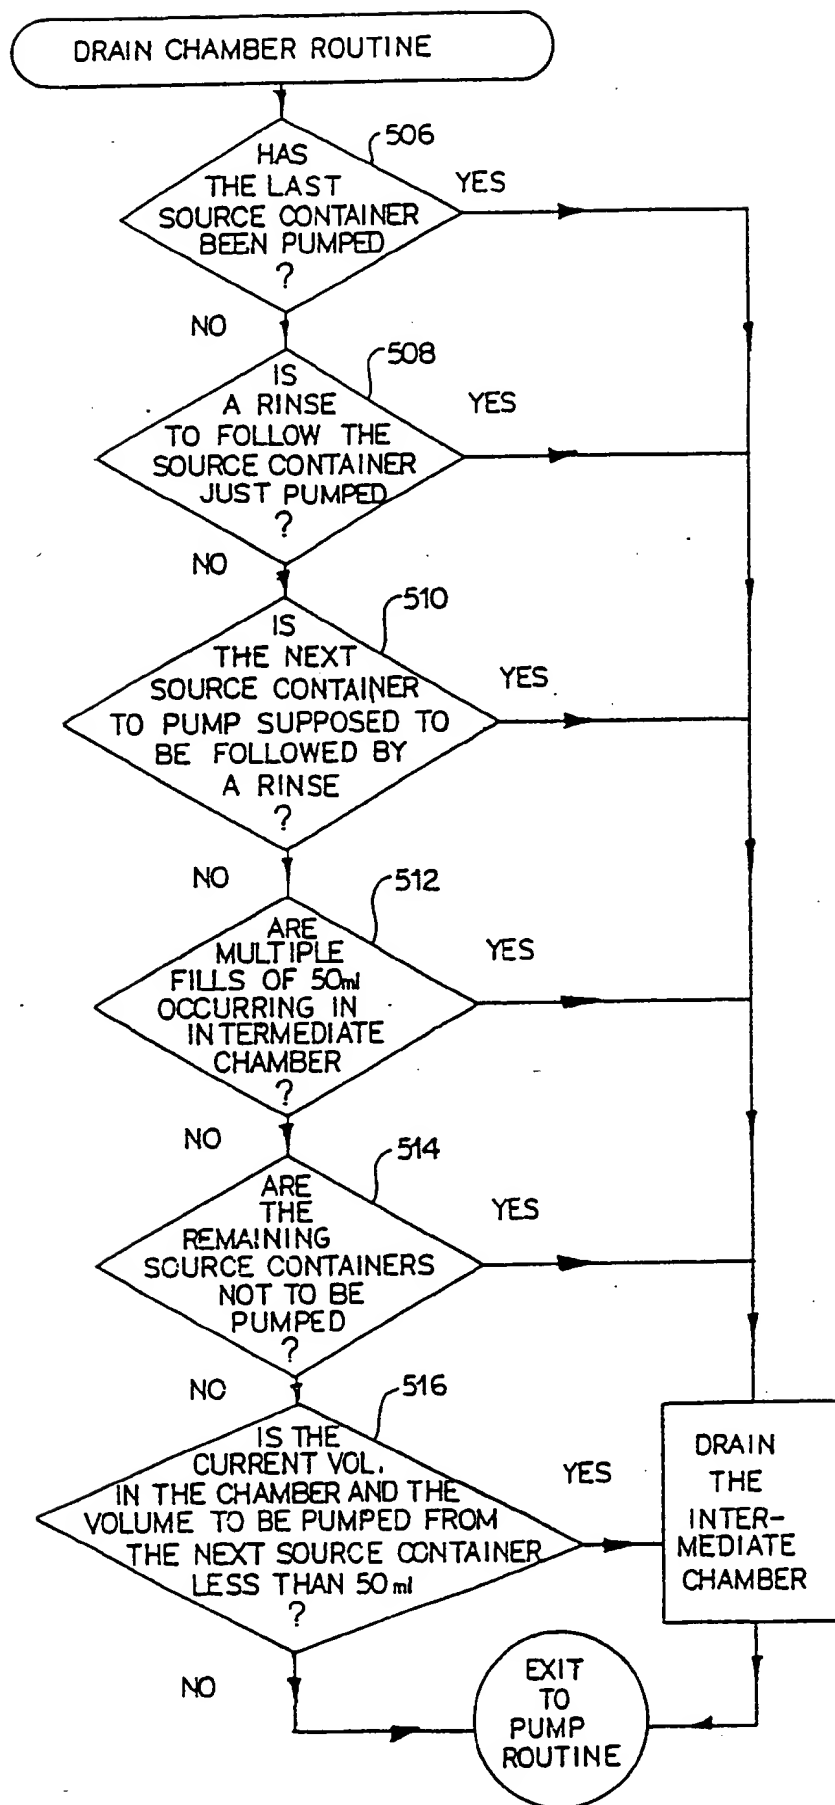 DRAIN CHAMBER ROUTINE
506
HAS
THE LAST
SOURCE CONTAINER
BEEN PUMPED
?
YES
NO
508
IS
A RINSE
TO FOLLOW THE
SOURCE CONTAINER
JUST PUMPED
?
YES
NO
510
IS
THE NEXT
SOURCE CONTAINER
TO PUMP SUPPOSED TO
BE FOLLOWED BY
A RINSE
?
YES
NO
512
ARE
MULTIPLE
FILLS OF 50ml
OCCURRING IN
INTERMEDIATE
CHAMBER
?
YES
NO
514
ARE
THE
REMAINING
SOURCE CONTAINERS
NOT TO BE
PUMPED
?
YES
NO
516
IS THE
CURRENT VOL.
IN THE CHAMBER AND THE
VOLUME TO BE PUMPED FROM
THE NEXT SOURCE CONTAINER
LESS THAN 50 ml
?
YES
NO
DRAIN
THE
INTER-
MEDIATE
CHAMBER
EXIT
TO
PUMP
ROUTINE